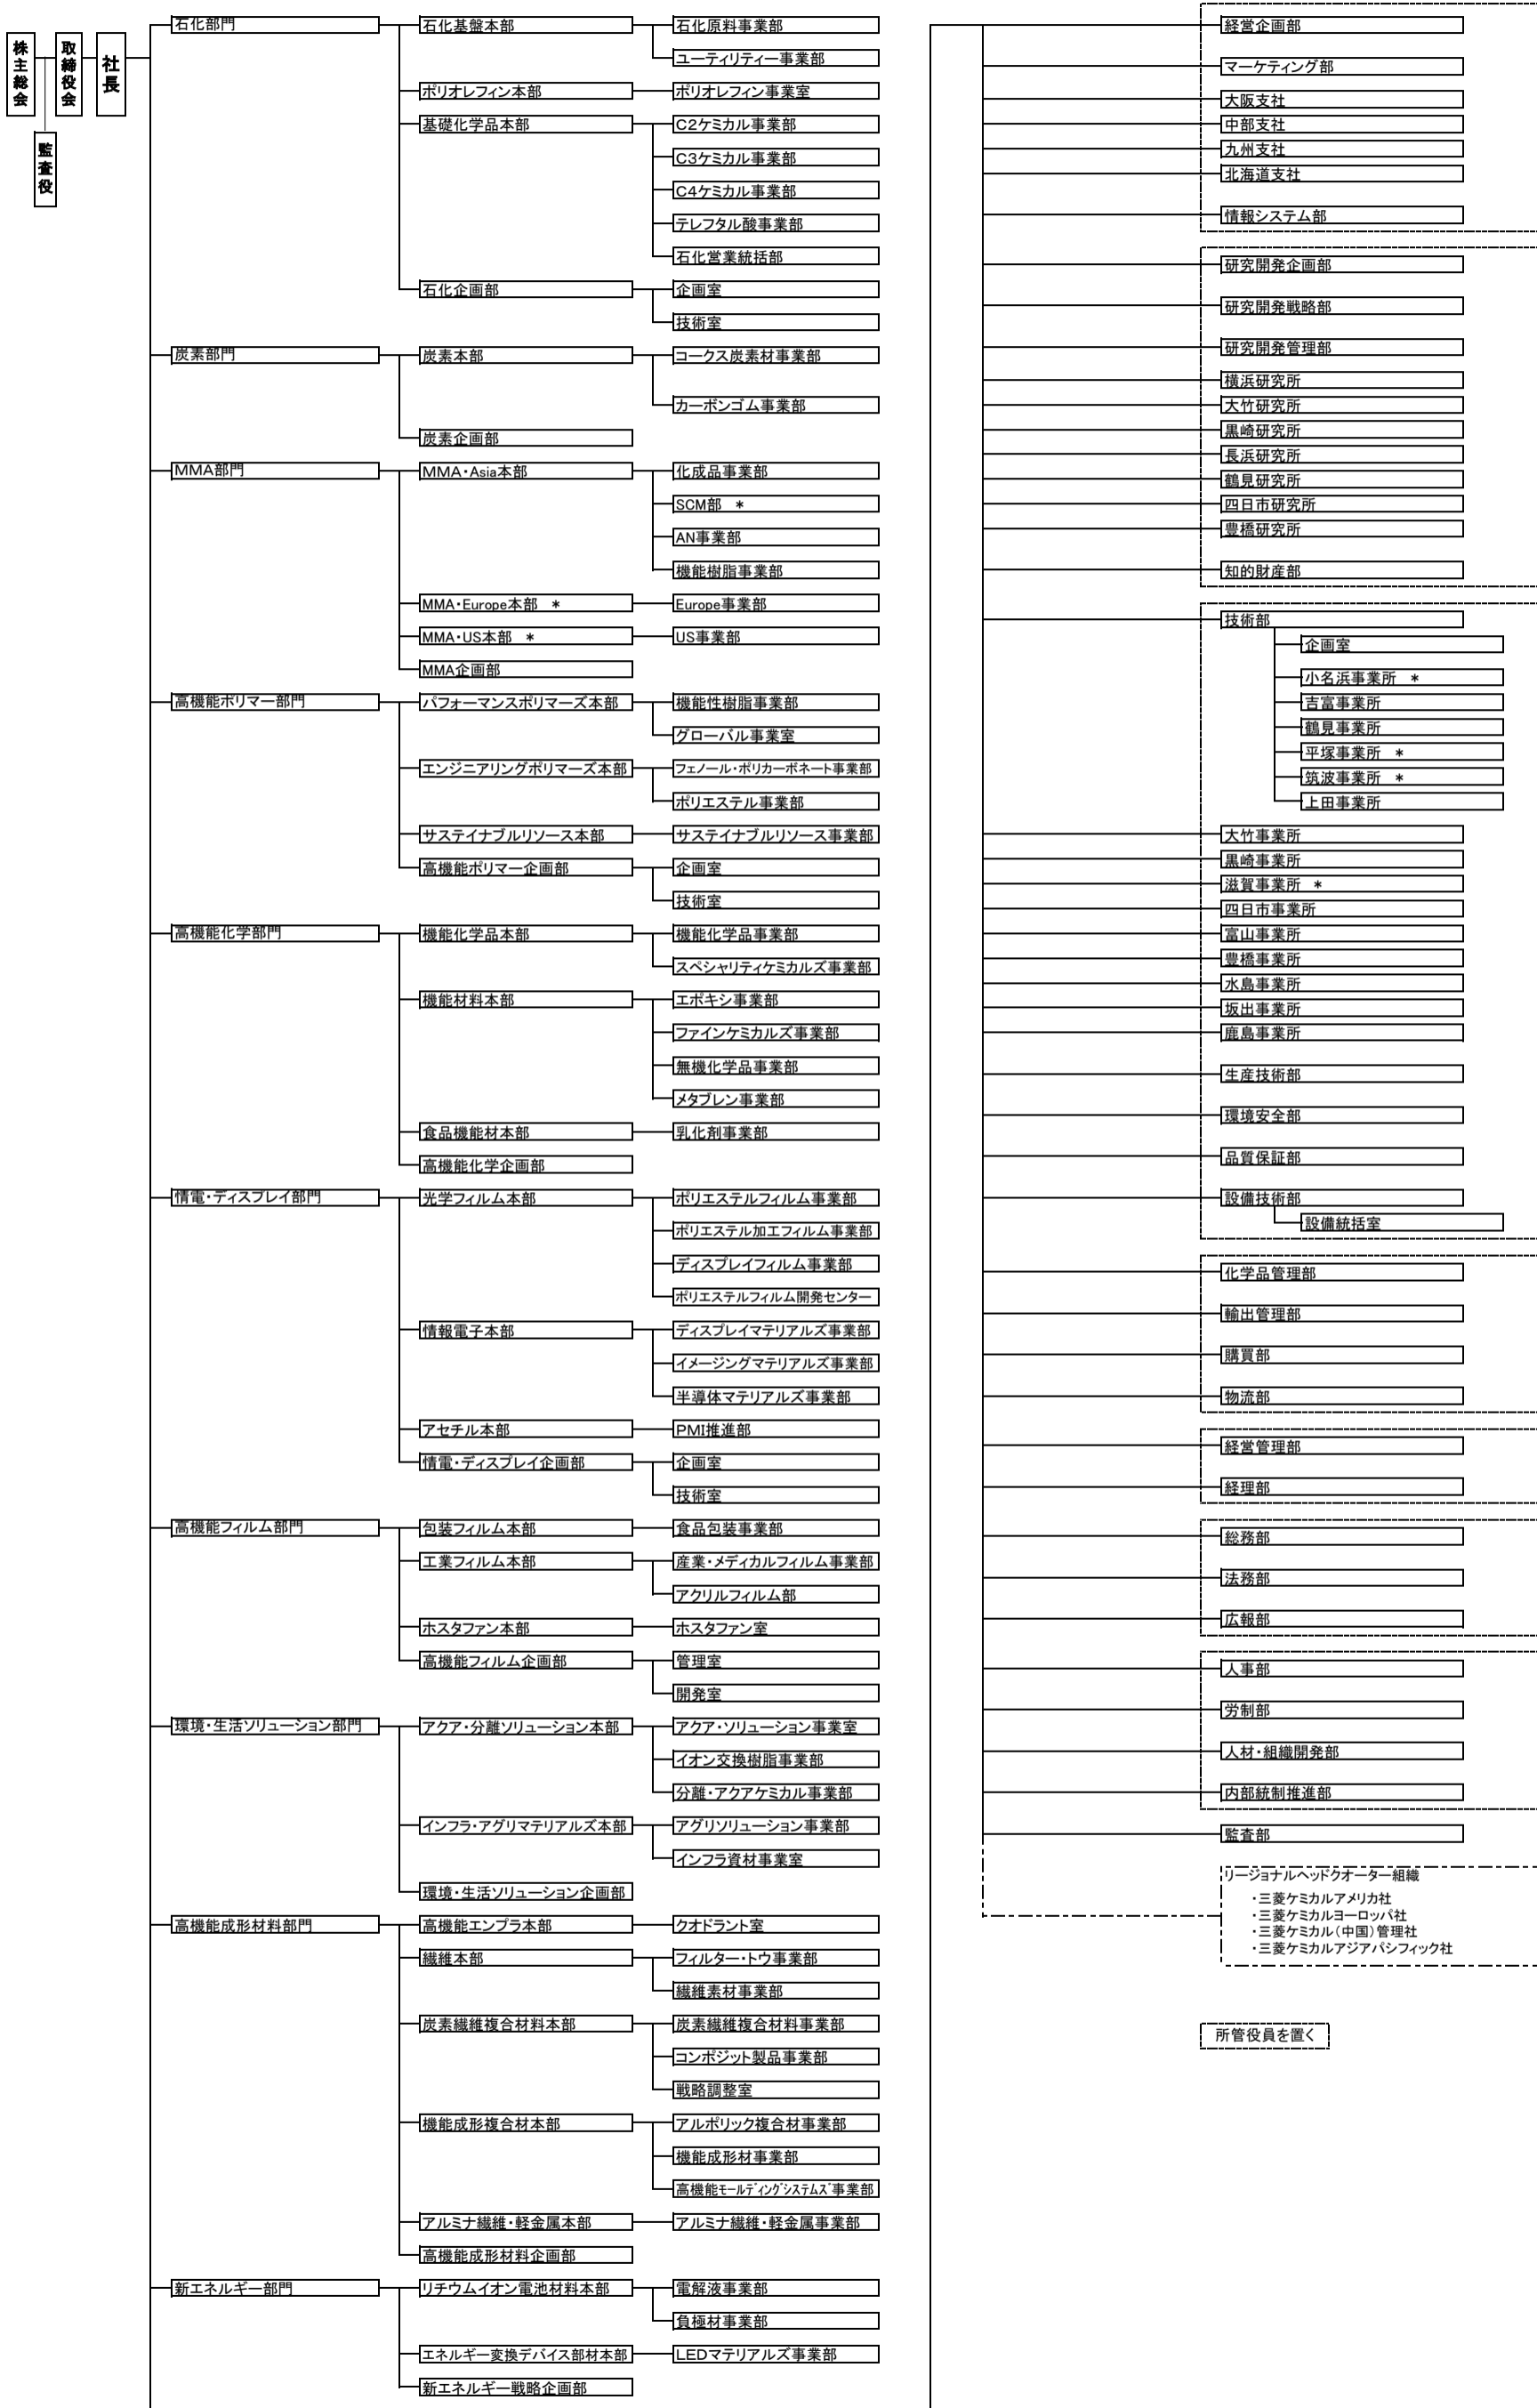 株主総会
取締役会
社長
監査役
石化部門
石化基盤本部
石化原料事業部
ユーティリティー事業部
ポリオレフィン本部
ポリオレフィン事業室
基礎化学品本部
C2ケミカル事業部
C3ケミカル事業部
C4ケミカル事業部
テレフタル酸事業部
石化営業統括部
石化企画部
企画室
技術室
炭素部門
炭素本部
コークス炭素材事業部
カーボンゴム事業部
炭素企画部
MMA部門
MMA・Asia本部
化成品事業部
SCM部 *
AN事業部
機能樹脂事業部
MMA・Europe本部 *
Europe事業部
MMA・US本部 *
US事業部
MMA企画部
高機能ポリマー部門
パフォーマンスポリマーズ本部
機能性樹脂事業部
グローバル事業室
エンジニアリングポリマーズ本部
フェノール・ポリカーボネート事業部
ポリエステル事業部
サステイナブルリソース本部
サステイナブルリソース事業部
高機能ポリマー企画部
企画室
技術室
高機能化学部門
機能化学品本部
機能化学品事業部
スペシャリティケミカルズ事業部
機能材料本部
エポキシ事業部
ファインケミカルズ事業部
無機化学品事業部
メタブレン事業部
食品機能材本部
乳化剤事業部
高機能化学企画部
情電・ディスプレイ部門
光学フィルム本部
ポリエステルフィルム事業部
ポリエステル加工フィルム事業部
ディスプレイフィルム事業部
ポリエステルフィルム開発センター
情報電子本部
ディスプレイマテリアルズ事業部
イメージングマテリアルズ事業部
半導体マテリアルズ事業部
アセチル本部
PMI推進部
情電・ディスプレイ企画部
企画室
技術室
高機能フィルム部門
包装フィルム本部
食品包装事業部
工業フィルム本部
産業・メディカルフィルム事業部
アクリルフィルム部
ホスタファン本部
ホスタファン室
高機能フィルム企画部
管理室
開発室
環境・生活ソリューション部門
アクア・分離ソリューション本部
アクア・ソリューション事業室
イオン交換樹脂事業部
分離・アクアケミカル事業部
インフラ・アグリマテリアルズ本部
アグリソリューション事業部
インフラ資材事業室
環境・生活ソリューション企画部
高機能成形材料部門
高機能エンプラ本部
クオドラント室
繊維本部
フィルター・トウ事業部
繊維素材事業部
炭素繊維複合材料本部
炭素繊維複合材料事業部
コンポジット製品事業部
戦略調整室
機能成形複合材本部
アルポリック複合材事業部
機能成形材事業部
高機能ﾓｰﾙﾃﾞｨﾝｸﾞｼｽﾃﾑｽﾞ事業部
アルミナ繊維・軽金属本部
アルミナ繊維・軽金属事業部
高機能成形材料企画部
新エネルギー部門
リチウムイオン電池材料本部
電解液事業部
負極材事業部
エネルギー変換デバイス部材本部
LEDマテリアルズ事業部
新エネルギー戦略企画部
経営企画部
マーケティング部
大阪支社
中部支社
九州支社
北海道支社
情報システム部
研究開発企画部
研究開発戦略部
研究開発管理部
横浜研究所
大竹研究所
黒崎研究所
長浜研究所
鶴見研究所
四日市研究所
豊橋研究所
知的財産部
技術部
企画室
小名浜事業所 *
吉富事業所
鶴見事業所
平塚事業所 *
筑波事業所 *
上田事業所
大竹事業所
黒崎事業所
滋賀事業所 *
四日市事業所
富山事業所
豊橋事業所
水島事業所
坂出事業所
鹿島事業所
生産技術部
環境安全部
品質保証部
設備技術部
設備統括室
化学品管理部
輸出管理部
購買部
物流部
経営管理部
経理部
総務部
法務部
広報部
人事部
労制部
人材・組織開発部
内部統制推進部
監査部
リージョナルヘッドクオーター組織
・三菱ケミカルアメリカ社
・三菱ケミカルヨーロッパ社
・三菱ケミカル(中国)管理社
・三菱ケミカルアジアパシフィック社
所管役員を置く